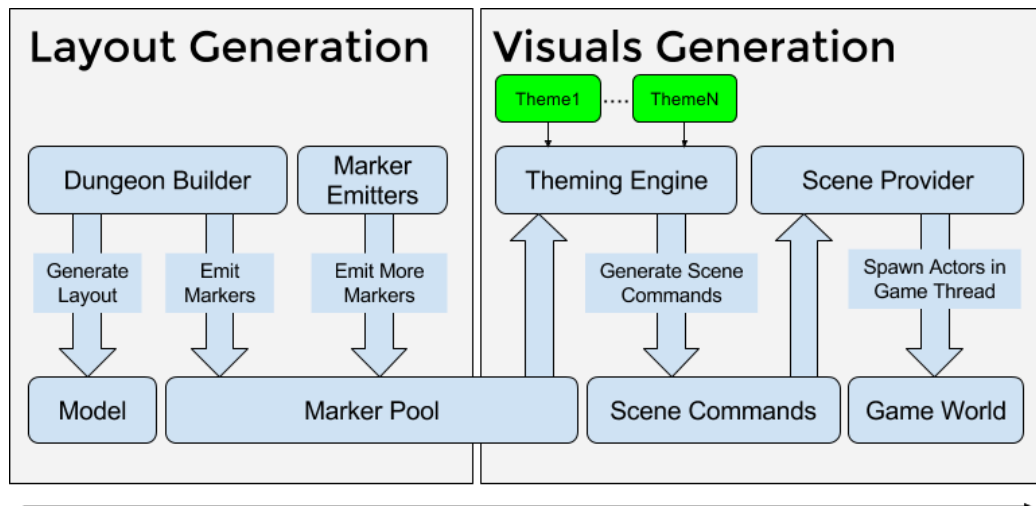 Layout Generation
Visuals Generation
Theme1
....
ThemeN
Dungeon Builder
Marker
Emitters
Theming Engine
Scene Provider
Generate
Layout
Emit
Markers
Emit More
Markers
Generate Scene
Commands
Spawn Actors in
Game Thread
Model
Marker Pool
Scene Commands
Game World